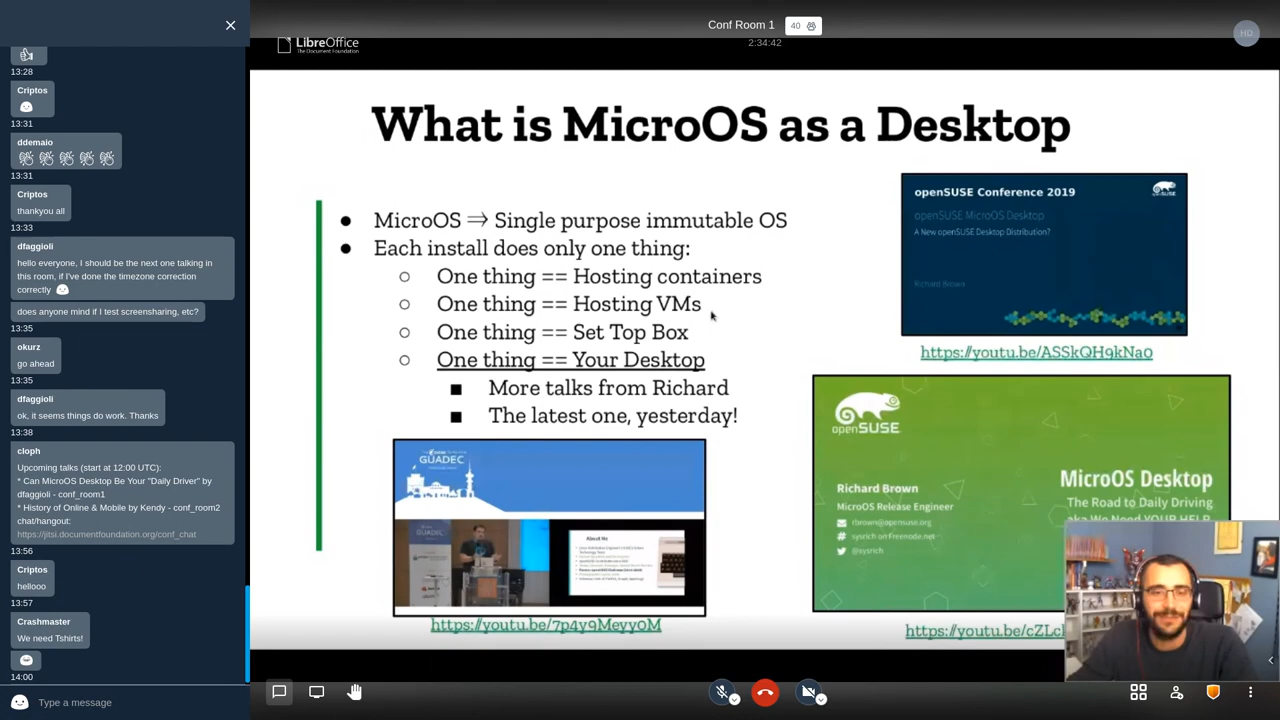 Conf Room 1
40
2:34:42
HD
13:28
Criptos
13:31
ddemaio
13:31
Criptos
thankyou all
13:33
dfaggioli
hello everyone, I should be the next one talking in
this room, if I've done the timezone correction
correctly
does anyone mind if I test screensharing, etc?
13:35
okurz
go ahead
13:35
dfaggioli
ok, it seems things do work. Thanks
13:38
cloph
Upcoming talks (start at 12:00 UTC):
* Can MicroOS Desktop Be Your "Daily Driver" by
dfaggioli - conf_room1
* History of Online & Mobile by Kendy - conf_room2
chat/hangout:
https://jitsi.documentfoundation.org/conf_chat
13:56
Criptos
hellooo
13:57
Crashmaster
We need Tshirts!
14:00
Type a message
LibreOffice
The Document Foundation
What is MicroOS as a Desktop
● MicroOS ⇒ Single purpose immutable OS
● Each install does only one thing:
○ One thing == Hosting containers
○ One thing == Hosting VMs
○ One thing == Set Top Box
○ One thing == Your Desktop
■ More talks from Richard
■ The latest one, yesterday!
openSUSE Conference 2019
openSUSE MicroOS Desktop
A New openSUSE Desktop Distribution?
Richard Brown
https://youtu.be/ASSkQH9kNa0
GUADEC
GUADEC
About Me
https://youtu.be/7p4y9Meyy0M
openSUSE
MicroOS Desktop
The Road to Daily Driving
aka We Need YOUR HELP
Richard Brown
MicroOS Release Engineer
rbrown@opensuse.org
sysrich on Freenode.net
@sysrich